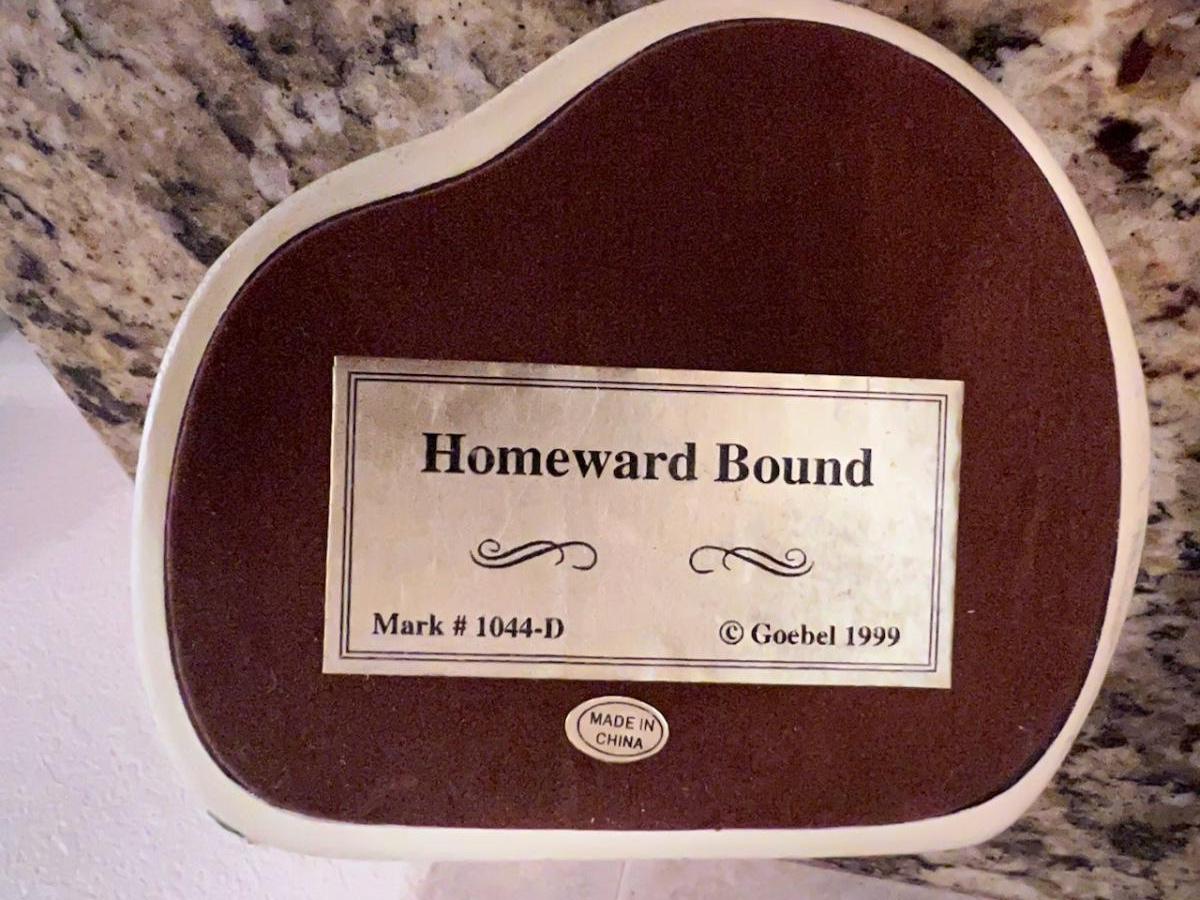 Homeward Bound
Mark # 1044-D
© Goebel 1999
MADE IN
CHINA